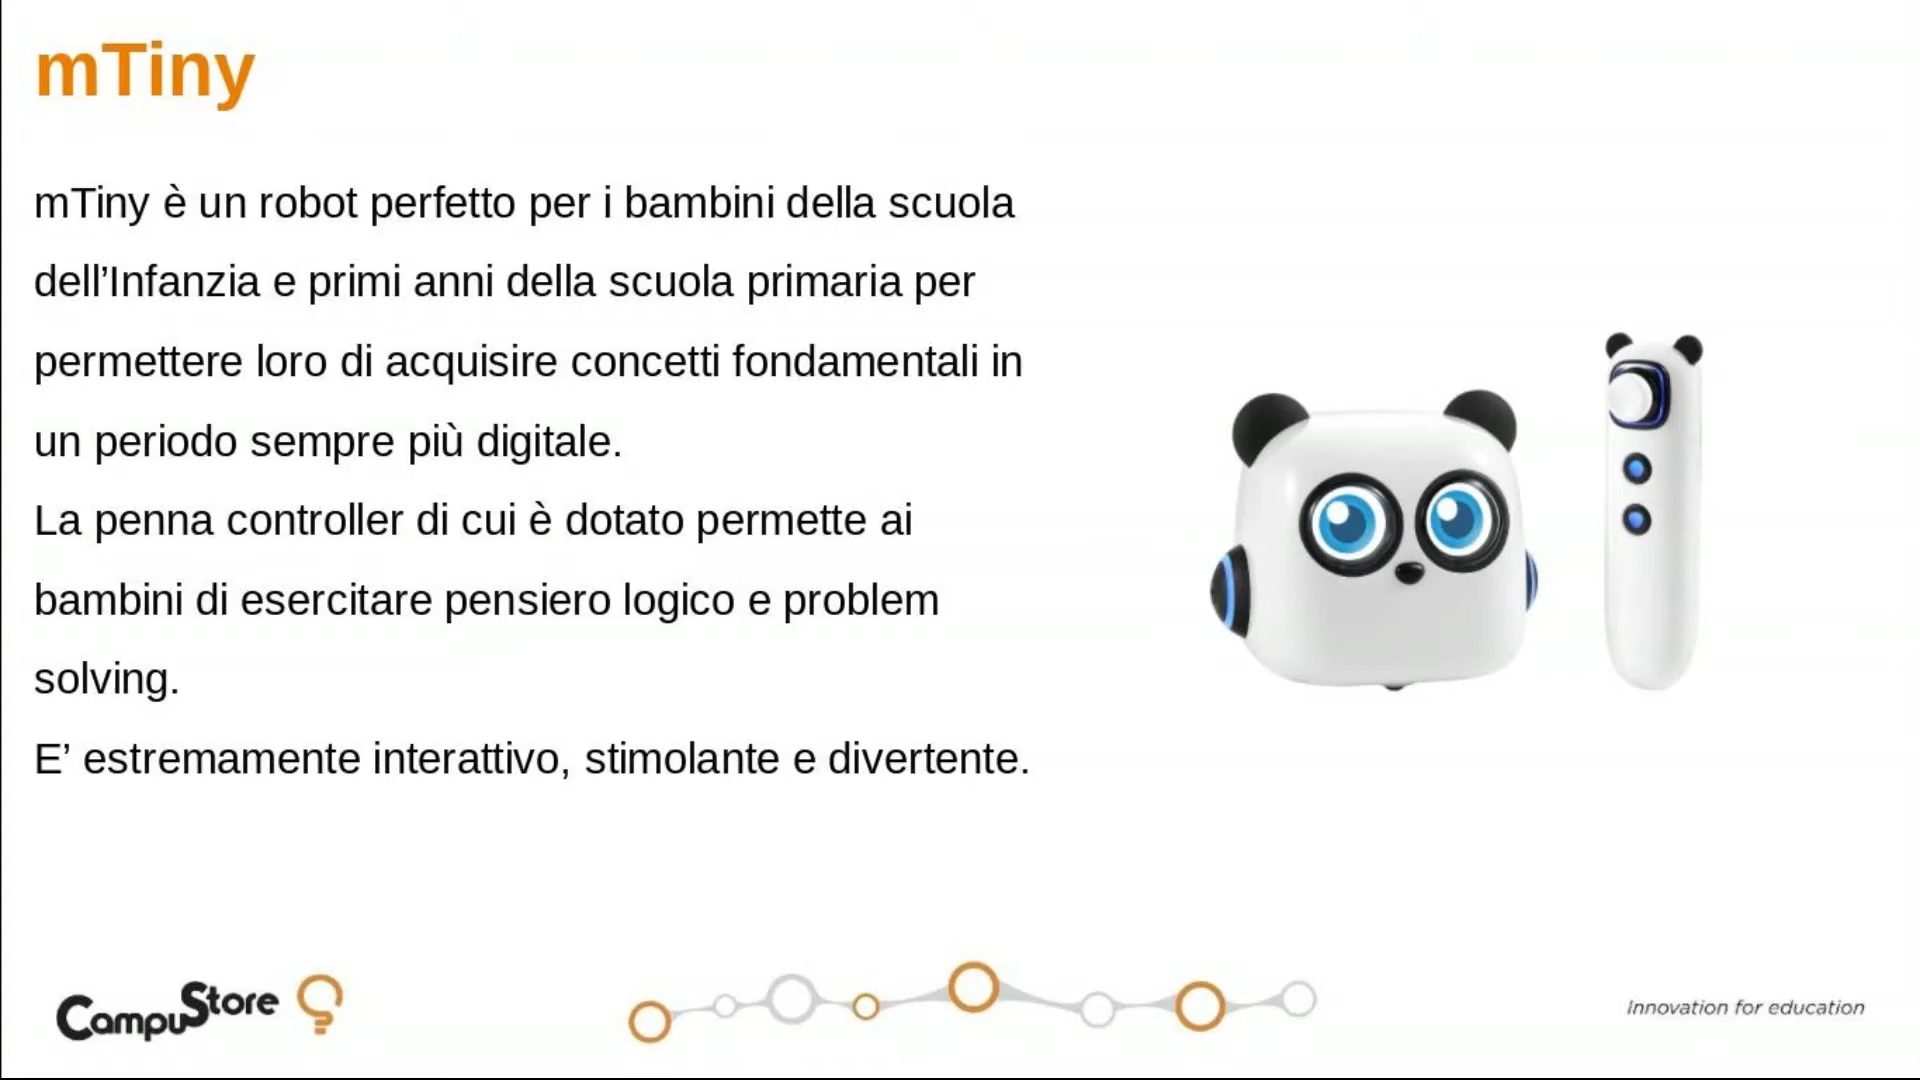 mTiny
mTiny è un robot perfetto per i bambini della scuola
dell’Infanzia e primi anni della scuola primaria per
permettere loro di acquisire concetti fondamentali in
un periodo sempre più digitale.
La penna controller di cui è dotato permette ai
bambini di esercitare pensiero logico e problem
solving.
E’ estremamente interattivo, stimolante e divertente.
CampuStore
Innovation for education